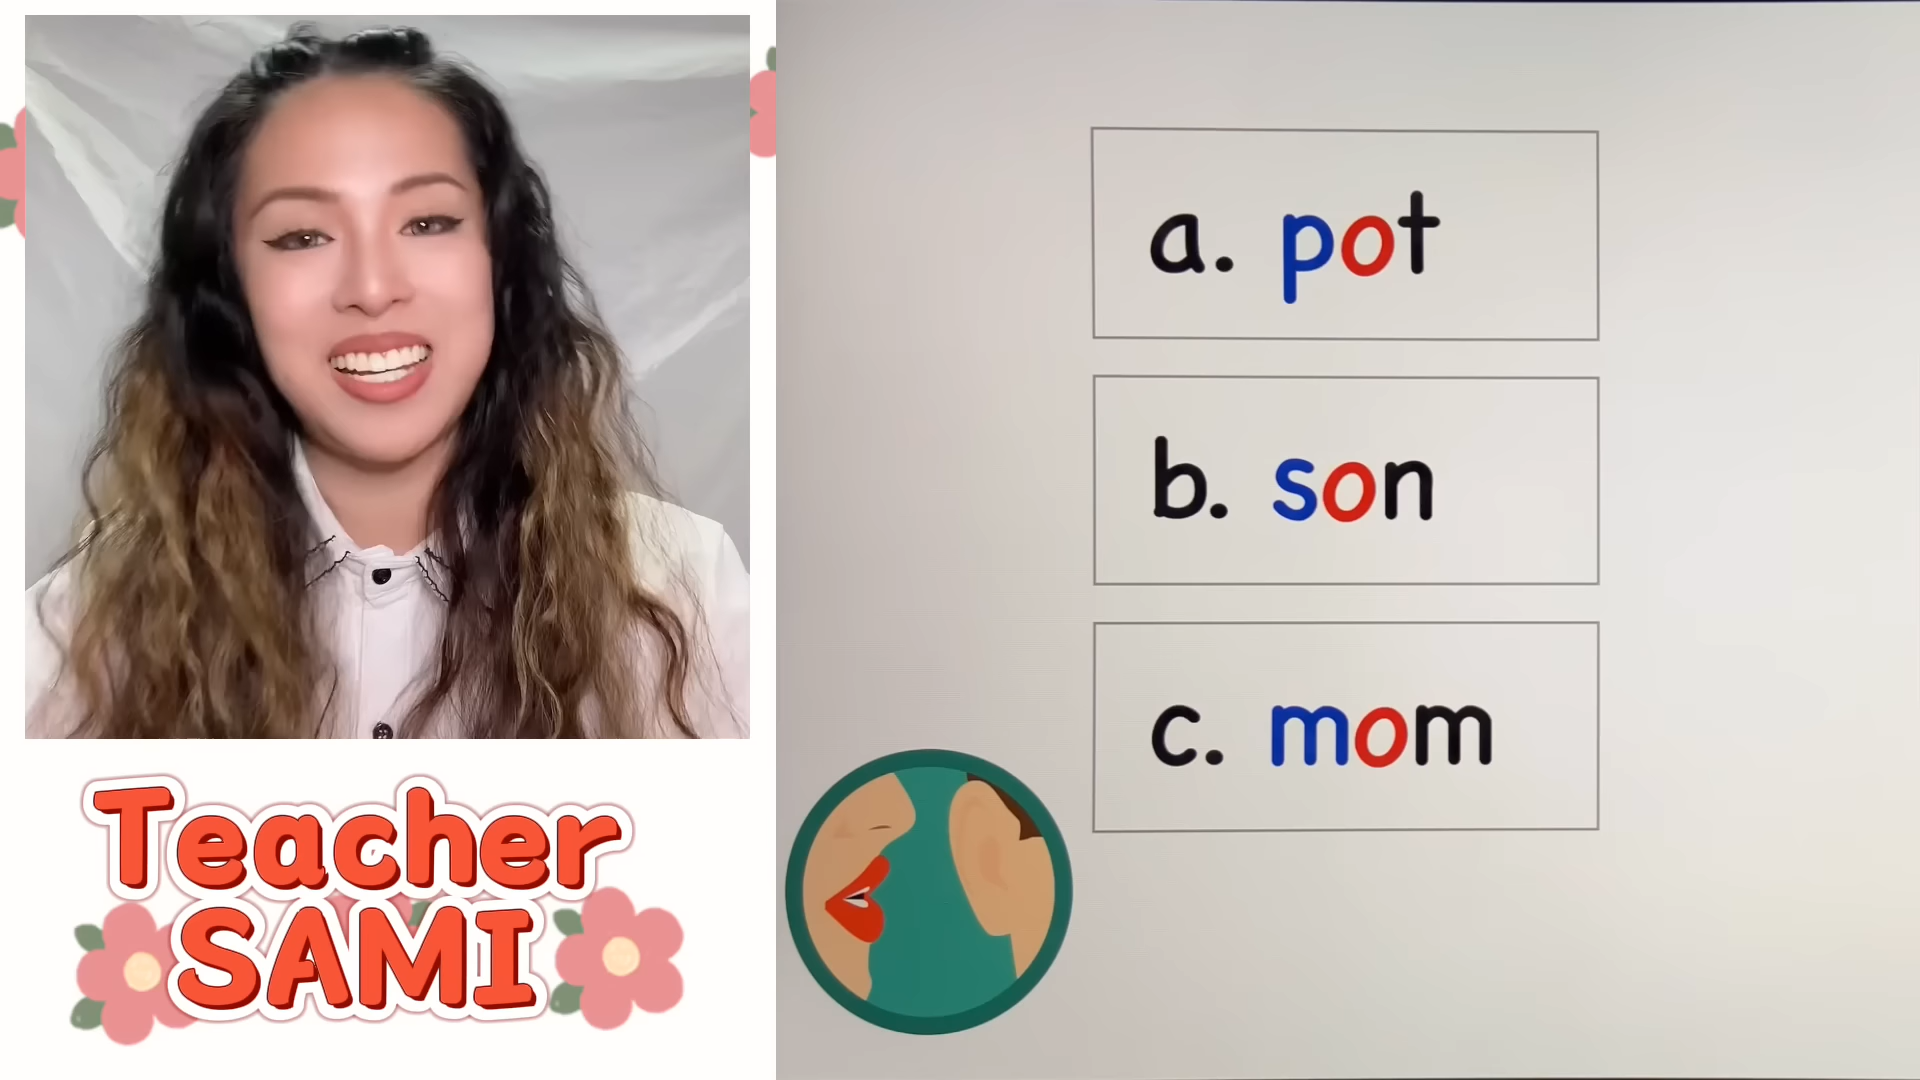 Teacher
SAMI
a. pot
b. son
c. mom